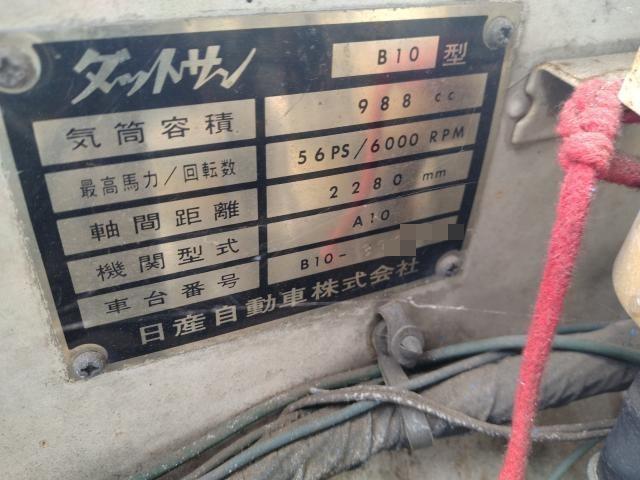 ダットサン B10 型
気筒容積 988 cc
最高馬力/回転数 56PS/6000 RPM
軸間距離 2280 mm
機関型式 A10
車台番号 B10-
日産自動車株式会社